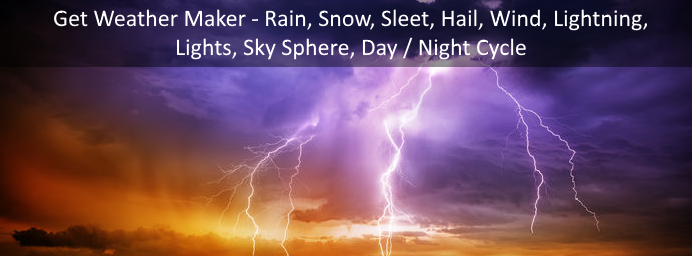 Get Weather Maker - Rain, Snow, Sleet, Hail, Wind, Lightning,
Lights, Sky Sphere, Day / Night Cycle